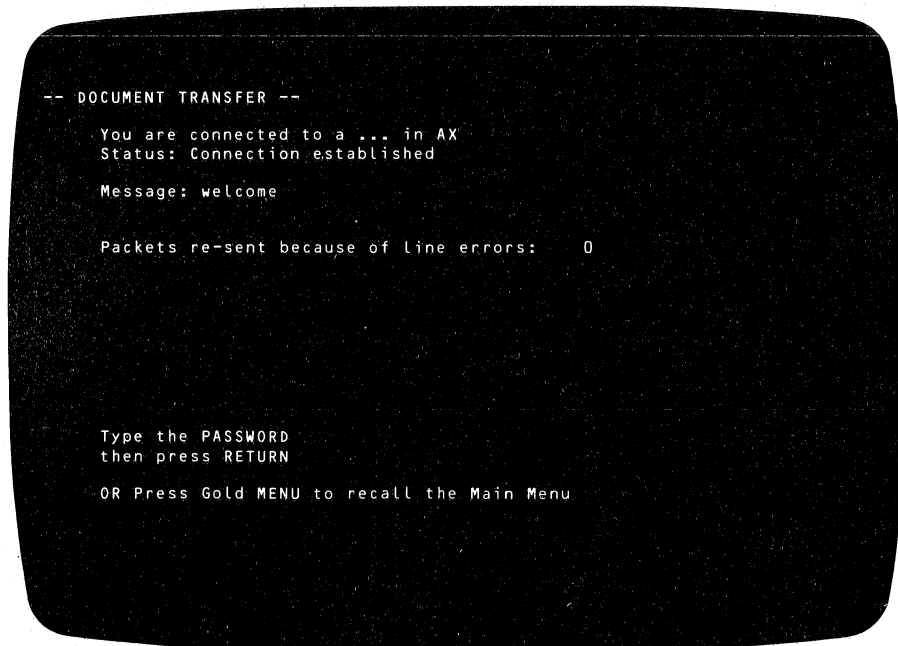 -- DOCUMENT TRANSFER --
You are connected to a ... in AX
Status: Connection established
Message: welcome
Packets re-sent because of line errors: 0
Type the PASSWORD
then press RETURN
OR Press Gold MENU to recall the Main Menu